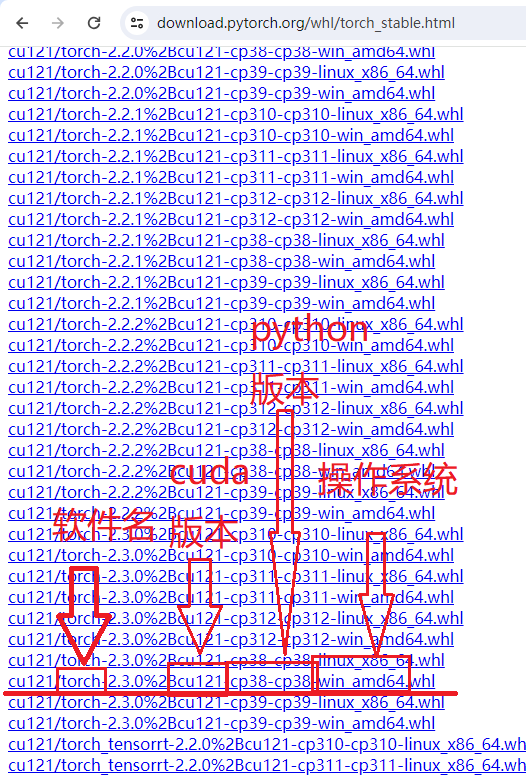 download.pytorch.org/whl/torch_stable.html
cu121/torch-2.2.0%2Bcu121-cp38-cp38-win_amd64.whl
cu121/torch-2.2.0%2Bcu121-cp39-cp39-linux_x86_64.whl
cu121/torch-2.2.0%2Bcu121-cp39-cp39-win_amd64.whl
cu121/torch-2.2.1%2Bcu121-cp310-cp310-linux_x86_64.whl
cu121/torch-2.2.1%2Bcu121-cp310-cp310-win_amd64.whl
cu121/torch-2.2.1%2Bcu121-cp311-cp311-linux_x86_64.whl
cu121/torch-2.2.1%2Bcu121-cp311-cp311-win_amd64.whl
cu121/torch-2.2.1%2Bcu121-cp312-cp312-linux_x86_64.whl
cu121/torch-2.2.1%2Bcu121-cp312-cp312-win_amd64.whl
cu121/torch-2.2.1%2Bcu121-cp38-cp38-linux_x86_64.whl
cu121/torch-2.2.1%2Bcu121-cp38-cp38-win_amd64.whl
cu121/torch-2.2.1%2Bcu121-cp39-cp39-linux_x86_64.whl
cu121/torch-2.2.1%2Bcu121-cp39-cp39-win_amd64.whl
cu121/torch-2.2.2%2Bcu121-cp310-cp310-linux_x86_64.whl
python
cu121/torch-2.2.2%2Bcu121-cp310-cp310-win_amd64.whl
cu121/torch-2.2.2%2Bcu121-cp311-cp311-linux_x86_64.whl
版本
cu121/torch-2.2.2%2Bcu121-cp311-cp311-win_amd64.whl
cu121/torch-2.2.2%2Bcu121-cp312-cp312-linux_x86_64.whl
cu121/torch-2.2.2%2Bcu121-cp312-cp312-win_amd64.whl
cu121/torch-2.2.2%2Bcu121-cp38-cp38-linux_x86_64.whl
cu121/torch-2.2.2%2Bcu121-cp38-cp38-win_amd64.whl
cuda
操作系统
cu121/torch-2.2.2%2Bcu121-cp39-cp39-linux_x86_64.whl
cu121/torch-2.2.2%2Bcu121-cp39-cp39-win_amd64.whl
软件名
版本
cu121/torch-2.3.0%2Bcu121-cp310-cp310-linux_x86_64.whl
cu121/torch-2.3.0%2Bcu121-cp310-cp310-win_amd64.whl
cu121/torch-2.3.0%2Bcu121-cp311-cp311-linux_x86_64.whl
cu121/torch-2.3.0%2Bcu121-cp311-cp311-win_amd64.whl
cu121/torch-2.3.0%2Bcu121-cp312-cp312-linux_x86_64.whl
cu121/torch-2.3.0%2Bcu121-cp312-cp312-win_amd64.whl
cu121/torch-2.3.0%2Bcu121-cp38-cp38-linux_x86_64.whl
cu121/torch-2.3.0%2Bcu121-cp38-cp38-win_amd64.whl
cu121/torch-2.3.0%2Bcu121-cp39-cp39-linux_x86_64.whl
cu121/torch-2.3.0%2Bcu121-cp39-cp39-win_amd64.whl
cu121/torch_tensorrt-2.2.0%2Bcu121-cp310-cp310-linux_x86_64.wh
cu121/torch_tensorrt-2.2.0%2Bcu121-cp311-cp311-linux_x86_64.wh